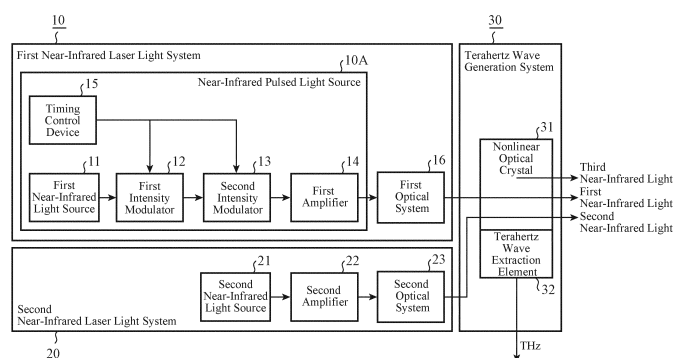 10
30
First Near-Infrared Laser Light System
10A
Near-Infrared Pulsed Light Source
15
Timing
Control
Device
11
First
Near-Infrared
Light Source
12
First
Intensity
Modulator
13
Second
Intensity
Modulator
14
First
Amplifier
16
First
Optical
System
Terahertz Wave
Generation System
31
Nonlinear
Optical
Crystal
Third
Near-Infrared Light
First
Near-Infrared Light
Second
Near-Infrared Light
Terahertz
Wave
Extraction
Element
32
21
Second
Near-Infrared
Light Source
22
Second
Amplifier
23
Second
Optical
System
Second
Near-Infrared Laser Light System
20
THz